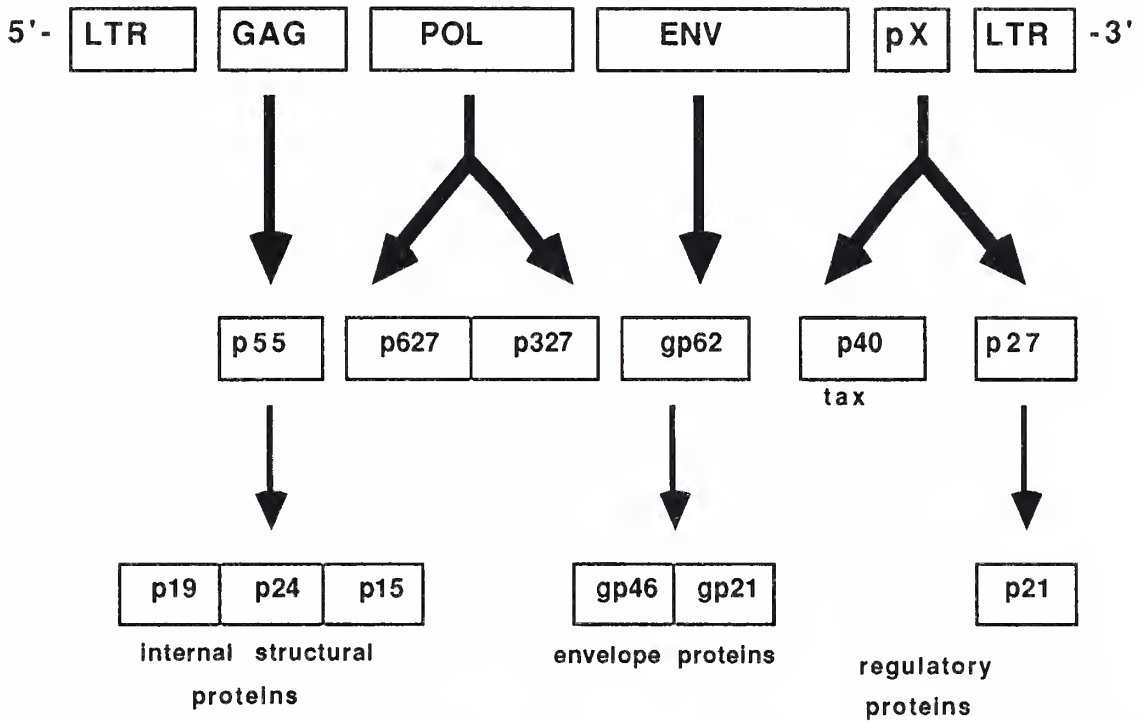 5'- LTR GAG POL ENV pX LTR -3'
p55 p627 p327 gp62 p40 p27
tax
p19 p24 p15 gp46 gp21 p21
internal structural
proteins
envelope proteins
regulatory
proteins